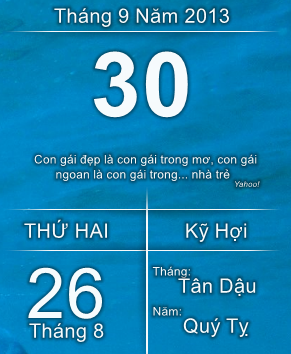 Tháng 9 Năm 2013
30
Con gái đẹp là con gái trong mơ, con gái
ngoan là con gái trong... nhà trẻ
Yahoo!
THỨ HAI
Kỹ Hợi
26
Tháng 8
Tháng:
Tân Dậu
Năm:
Quý Tỵ